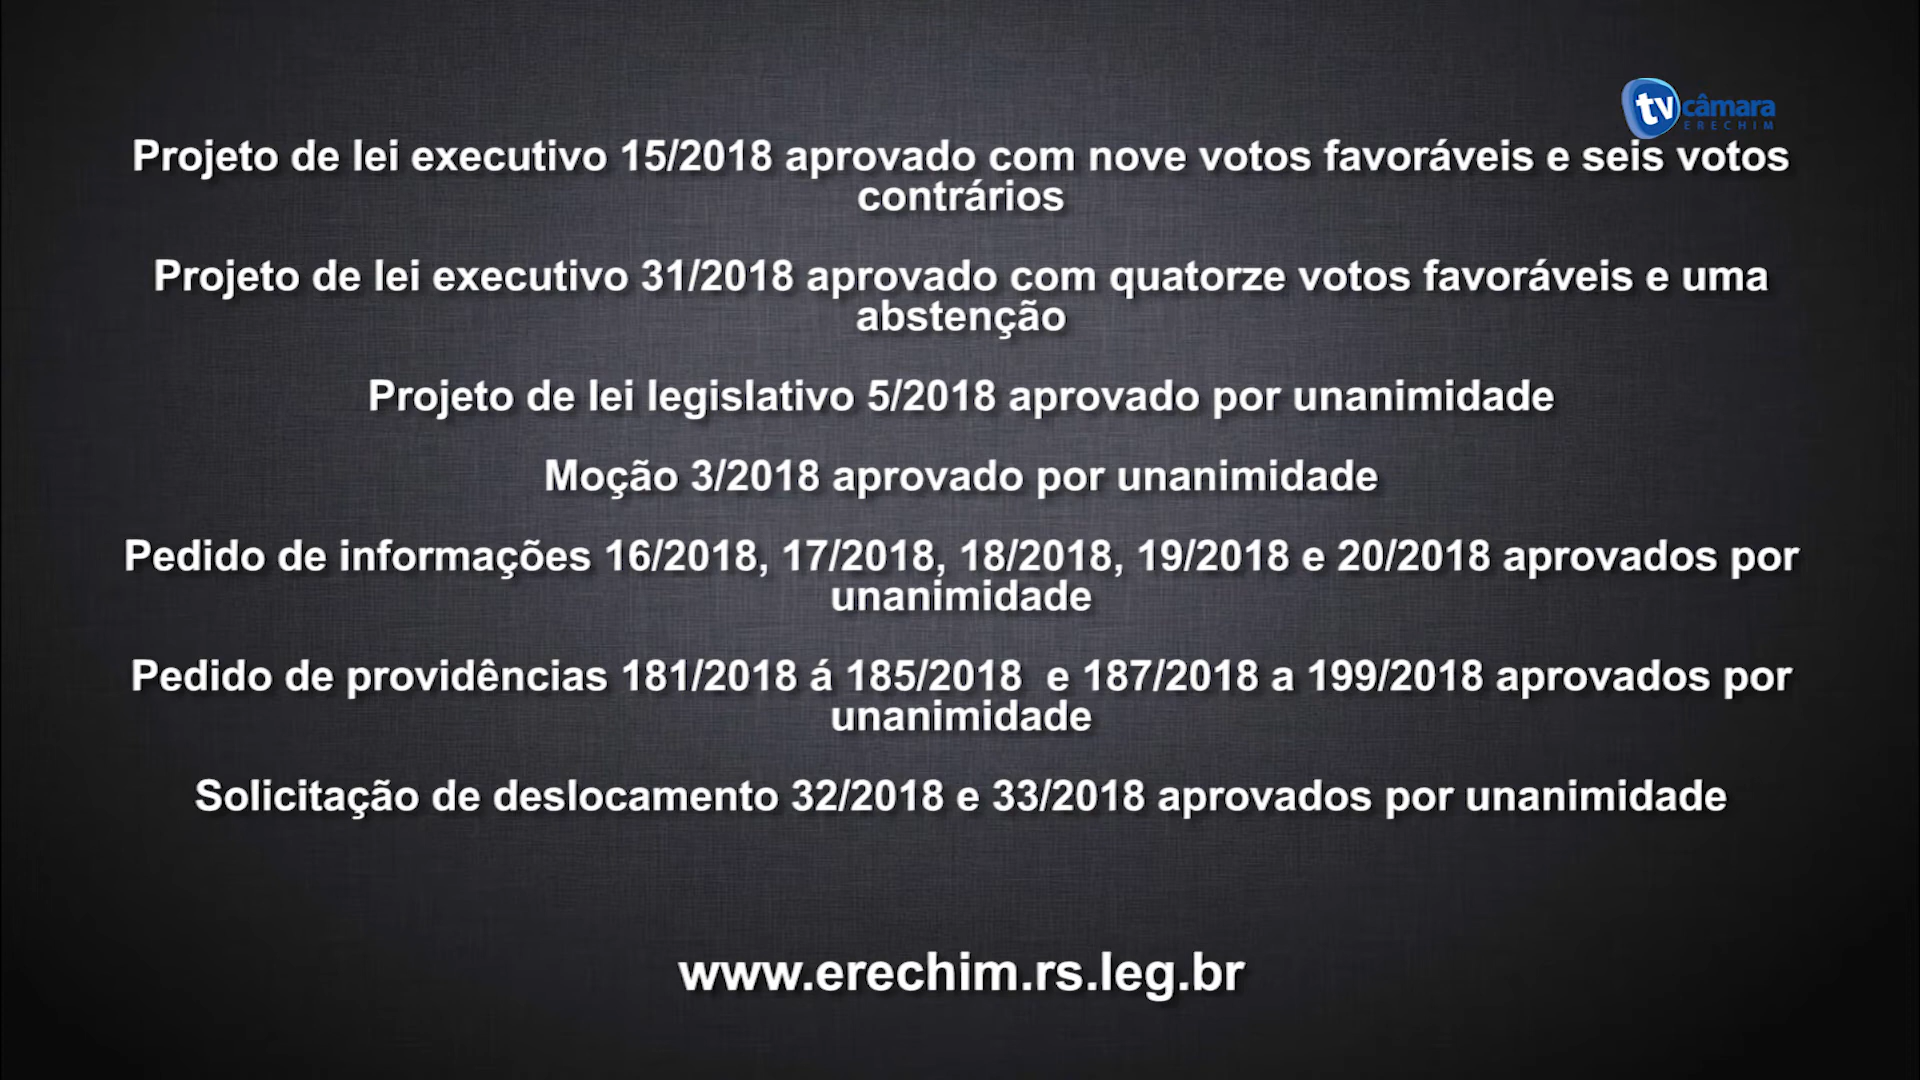 tv câmara
ERECHIM
Projeto de lei executivo 15/2018 aprovado com nove votos favoráveis e seis votos
contrários
Projeto de lei executivo 31/2018 aprovado com quatorze votos favoráveis e uma
abstenção
Projeto de lei legislativo 5/2018 aprovado por unanimidade
Moção 3/2018 aprovado por unanimidade
Pedido de informações 16/2018, 17/2018, 18/2018, 19/2018 e 20/2018 aprovados por
unanimidade
Pedido de providências 181/2018 á 185/2018  e 187/2018 a 199/2018 aprovados por
unanimidade
Solicitação de deslocamento 32/2018 e 33/2018 aprovados por unanimidade
www.erechim.rs.leg.br